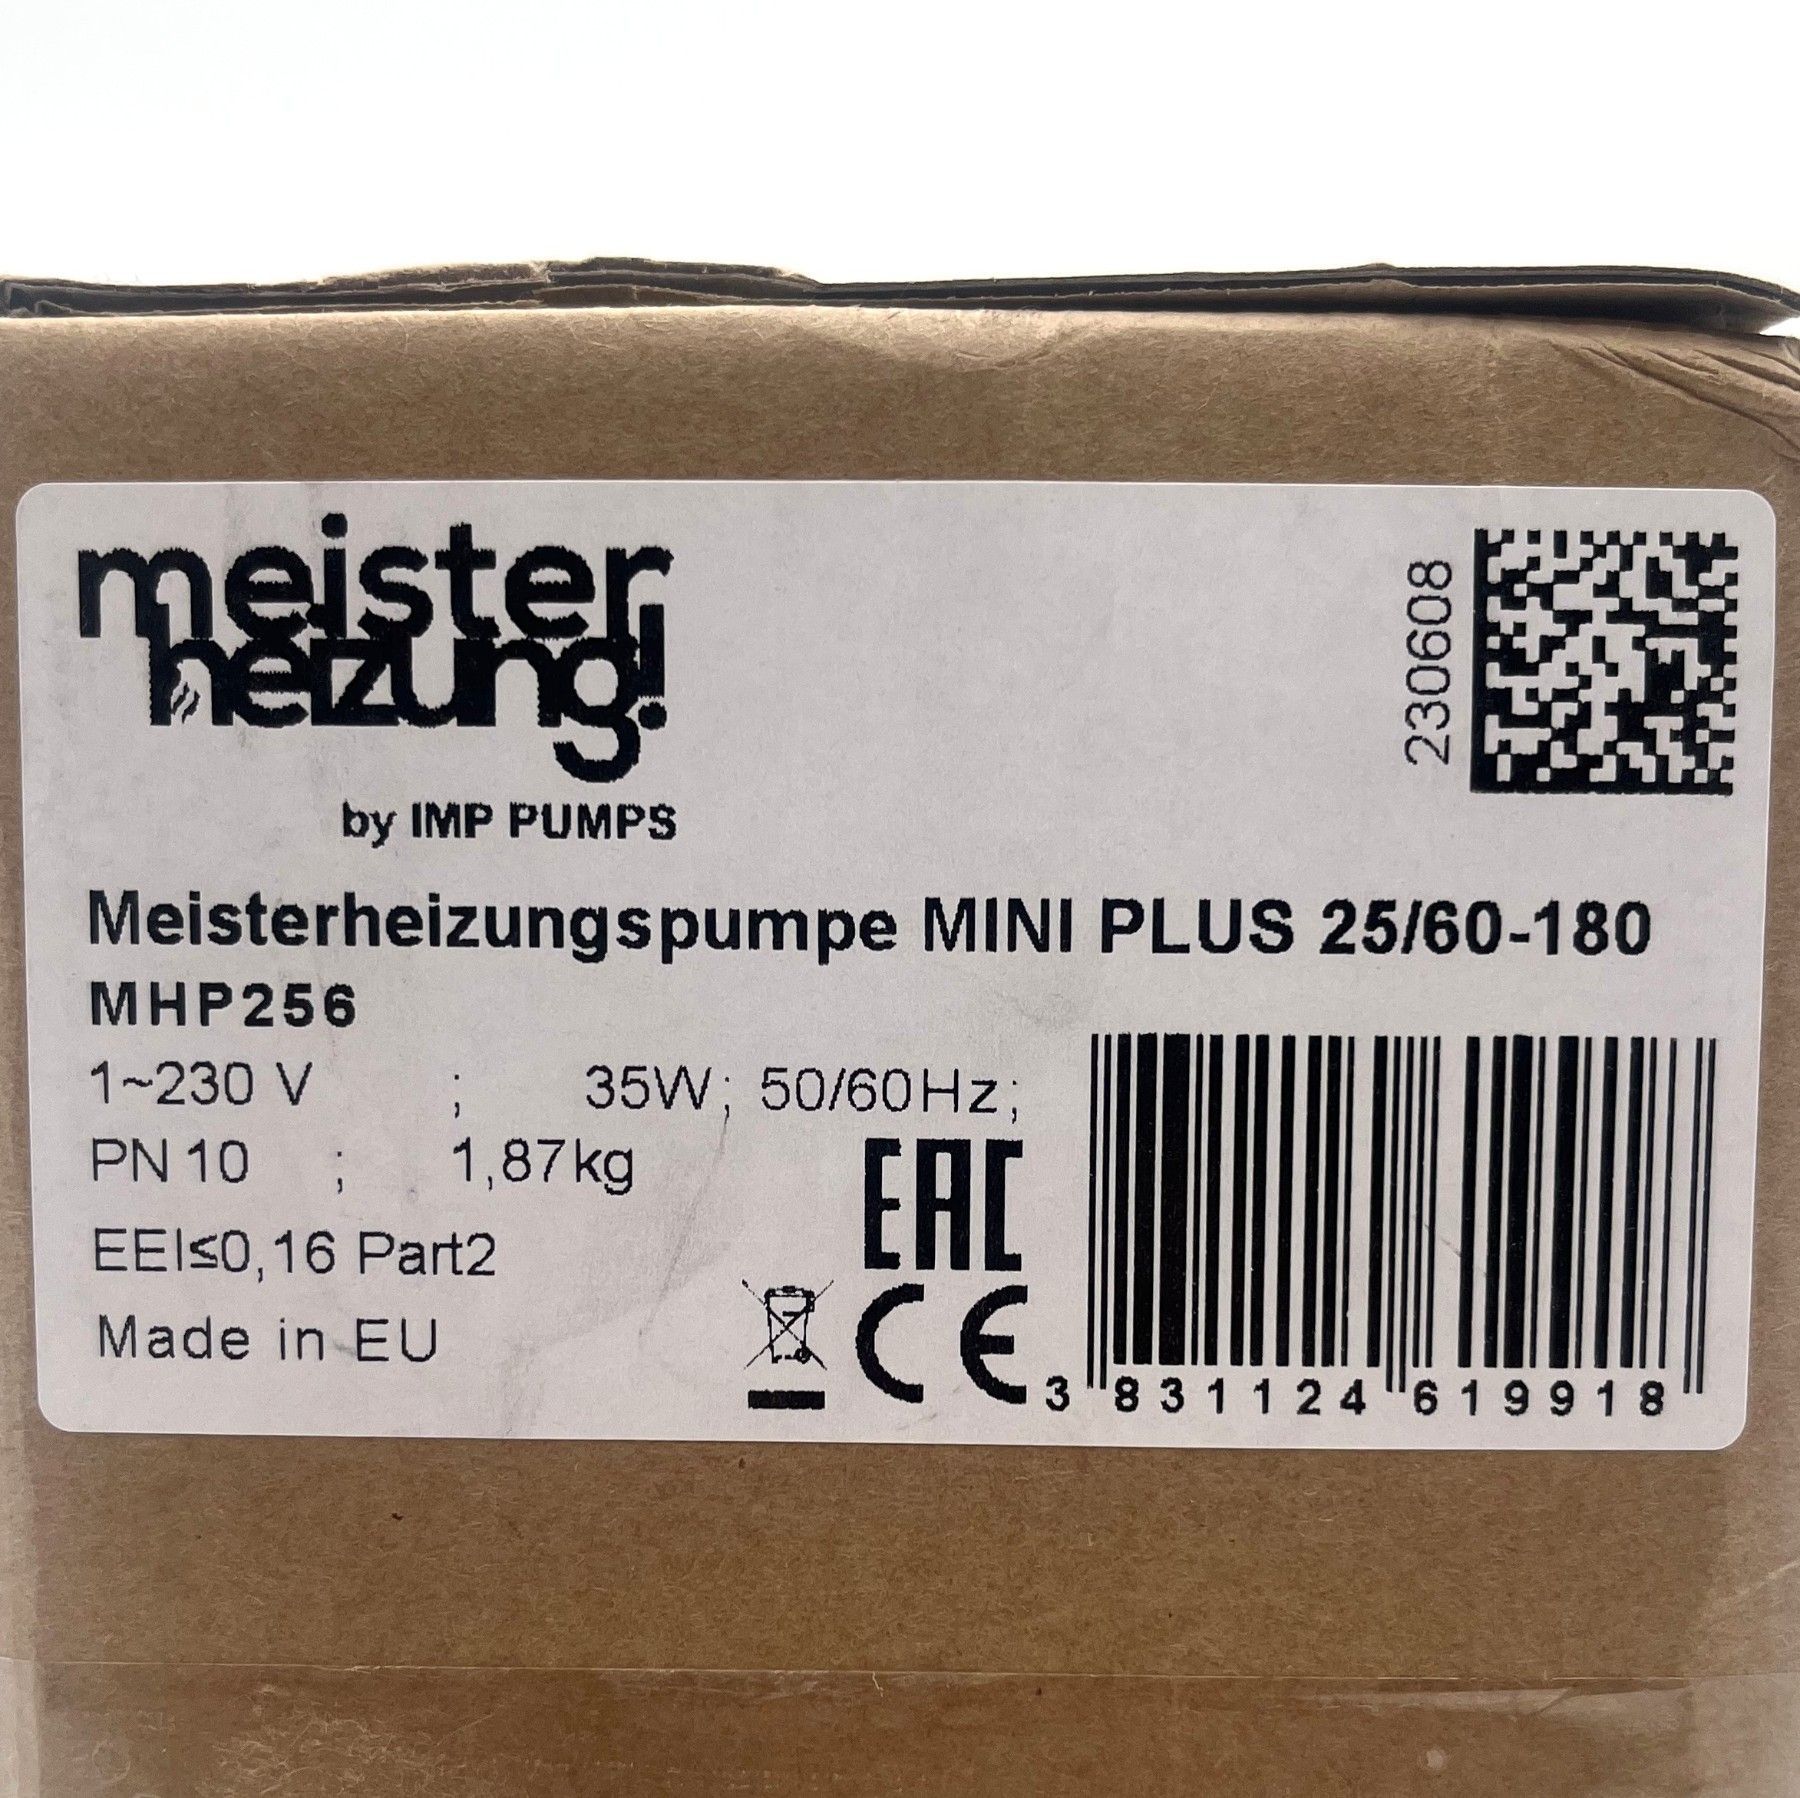 meister
heizung!
by IMP PUMPS
230608
Meisterheizungspumpe MINI PLUS 25/60-180
MHP256
1~230 V ; 35W; 50/60Hz;
PN 10 ; 1,87kg
EEI≤0,16 Part2
Made in EU
EAC
CE
3 831124 619918